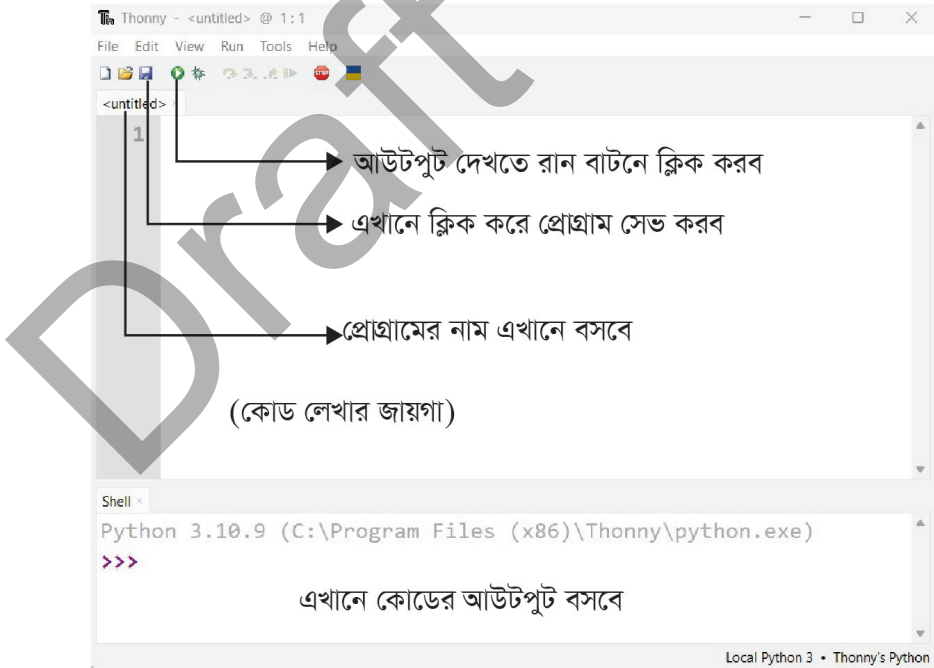 Thonny - <untitled> @ 1:1
File Edit View Run Tools Help
STOP
<untitled> ×
1
আউটপুট দেখতে রান বাটনে ক্লিক করব
এখানে ক্লিক করে প্রোগ্রাম সেভ করব
প্রোগ্রামের নাম এখানে বসবে
(কোড লেখার জায়গা)
Draft
Shell ×
Python 3.10.9 (C:\Program Files (x86)\Thonny\python.exe)
>>>
এখানে কোডের আউটপুট বসবে
Local Python 3 • Thonny's Python